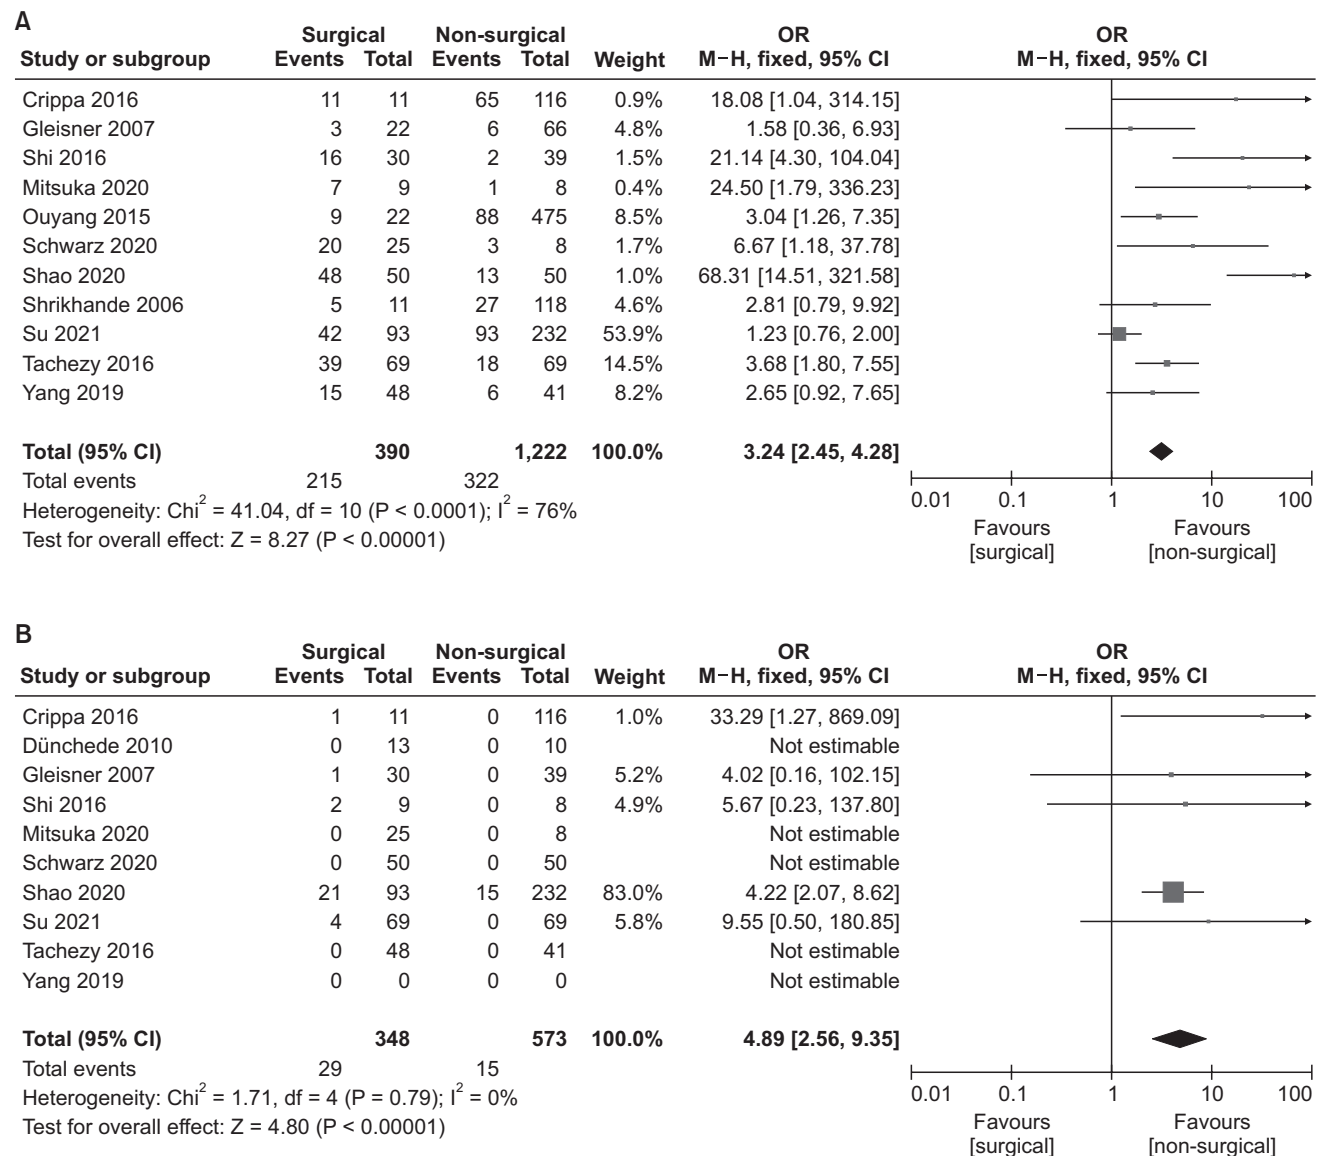 A
Surgical Non-surgical OR OR
Study or subgroup Events Total Events Total Weight M–H, fixed, 95% CI M–H, fixed, 95% CI
Crippa 2016 11 11 65 116 0.9% 18.08 [1.04, 314.15]
Gleisner 2007 3 22 6 66 4.8% 1.58 [0.36, 6.93]
Shi 2016 16 30 2 39 1.5% 21.14 [4.30, 104.04]
Mitsuka 2020 7 9 1 8 0.4% 24.50 [1.79, 336.23]
Ouyang 2015 9 22 88 475 8.5% 3.04 [1.26, 7.35]
Schwarz 2020 20 25 3 8 1.7% 6.67 [1.18, 37.78]
Shao 2020 48 50 13 50 1.0% 68.31 [14.51, 321.58]
Shrikhande 2006 5 11 27 118 4.6% 2.81 [0.79, 9.92]
Su 2021 42 93 93 232 53.9% 1.23 [0.76, 2.00]
Tachezy 2016 39 69 18 69 14.5% 3.68 [1.80, 7.55]
Yang 2019 15 48 6 41 8.2% 2.65 [0.92, 7.65]
Total (95% CI) 390 1,222 100.0% 3.24 [2.45, 4.28]
Total events 215 322
Heterogeneity: Chi² = 41.04, df = 10 (P < 0.0001); I² = 76%
Test for overall effect: Z = 8.27 (P < 0.00001)
0.01 0.1 1 10 100
Favours Favours
[surgical] [non-surgical]
B
Surgical Non-surgical OR OR
Study or subgroup Events Total Events Total Weight M–H, fixed, 95% CI M–H, fixed, 95% CI
Crippa 2016 1 11 0 116 1.0% 33.29 [1.27, 869.09]
Dünchede 2010 0 13 0 10 Not estimable
Gleisner 2007 1 30 0 39 5.2% 4.02 [0.16, 102.15]
Shi 2016 2 9 0 8 4.9% 5.67 [0.23, 137.80]
Mitsuka 2020 0 25 0 8 Not estimable
Schwarz 2020 0 50 0 50 Not estimable
Shao 2020 21 93 15 232 83.0% 4.22 [2.07, 8.62]
Su 2021 4 69 0 69 5.8% 9.55 [0.50, 180.85]
Tachezy 2016 0 48 0 41 Not estimable
Yang 2019 0 0 0 0 Not estimable
Total (95% CI) 348 573 100.0% 4.89 [2.56, 9.35]
Total events 29 15
Heterogeneity: Chi² = 1.71, df = 4 (P = 0.79); I² = 0%
Test for overall effect: Z = 4.80 (P < 0.00001)
0.01 0.1 1 10 100
Favours Favours
[surgical] [non-surgical]